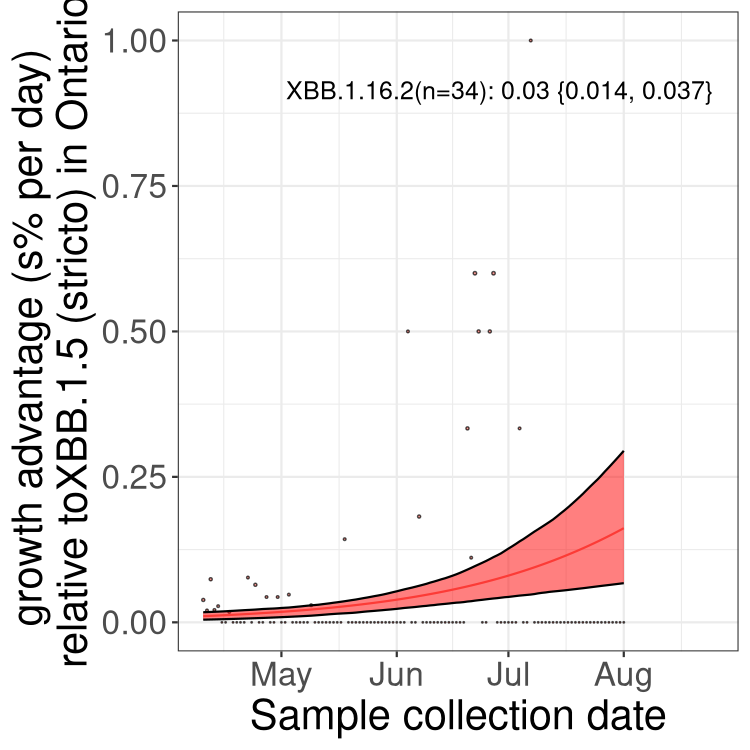 growth advantage (s% per day)
relative toXBB.1.5 (stricto) in Ontario
1.00
0.75
0.50
0.25
0.00
XBB.1.16.2(n=34): 0.03 {0.014, 0.037}
May Jun Jul Aug
Sample collection date